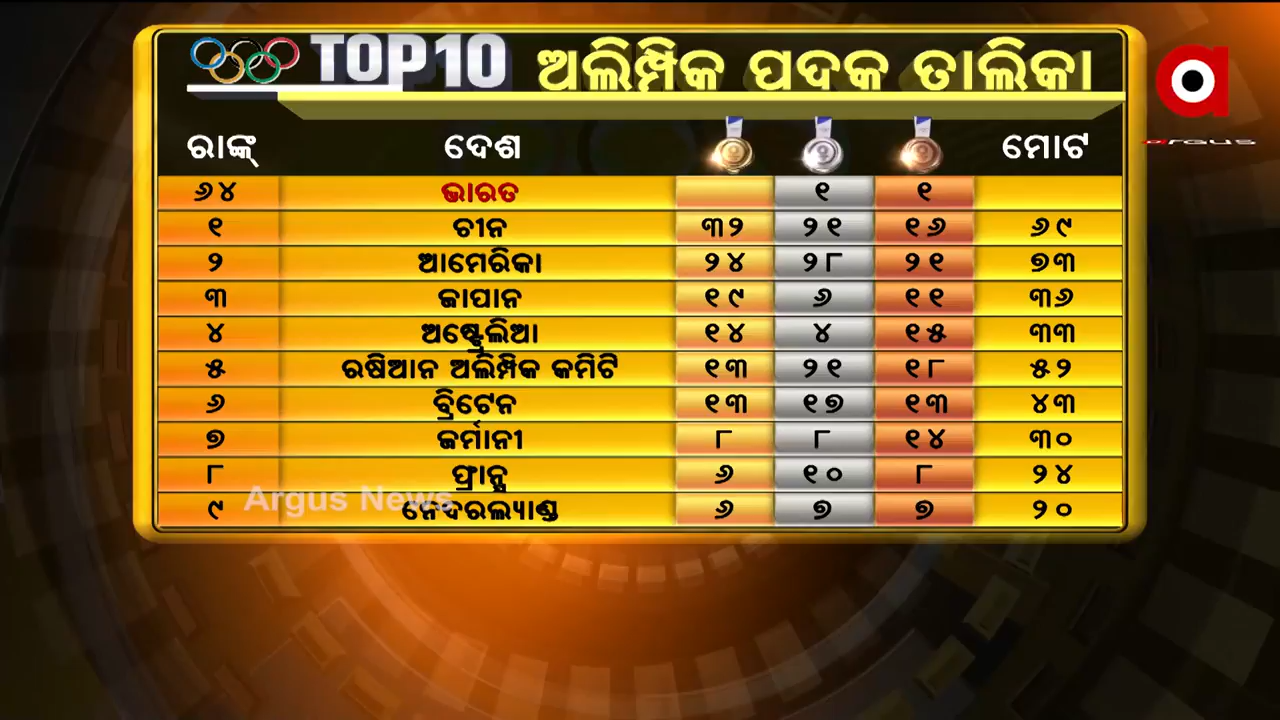 TOP10 ଅଲିମ୍ପିକ ପଦକ ତାଲିକା
ରାଙ୍କ୍ ଦେଶ ମୋଟ
୬୪ ଭାରତ ୧ ୧
୧ ଚୀନ ୩୨ ୨୧ ୧୬ ୬୯
୨ ଆମେରିକା ୨୪ ୨୮ ୨୧ ୭୩
୩ ଜାପାନ ୧୯ ୬ ୧୧ ୩୬
୪ ଅଷ୍ଟ୍ରେଲିଆ ୧୪ ୪ ୧୫ ୩୩
୫ ଋଷିଆନ ଅଲିମ୍ପିକ କମିଟି ୧୩ ୨୧ ୧୮ ୫୨
୬ ବ୍ରିଟେନ ୧୩ ୧୭ ୧୩ ୪୩
୭ ଜର୍ମାନୀ ୮ ୮ ୧୪ ୩୦
୮ ଫ୍ରାନ୍ସ ୬ ୧୦ ୮ ୨୪
୯ ନେଦରଲ୍ୟାଣ୍ଡ ୬ ୭ ୭ ୨୦
Argus News
argus